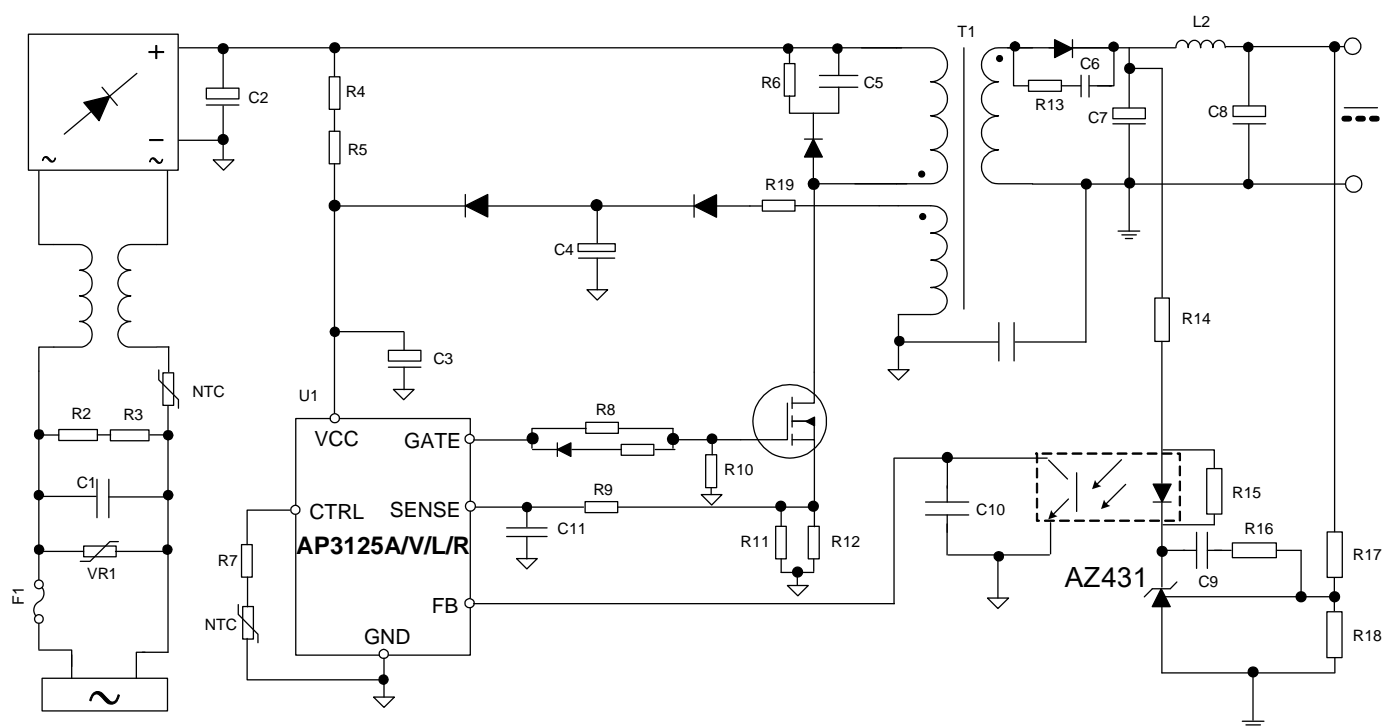 T1
L2
+
R4
C2
R6
C5
C6
R13
C7
C8
R5
−
~
~
R19
C4
R14
C3
NTC
U1
R2
R3
VCC
GATE
R8
R10
C1
CTRL
SENSE
R9
C10
R15
C11
R11
R12
R16
AP3125A/V/L/R
R7
VR1
C9
R17
AZ431
F1
FB
NTC
GND
R18
~